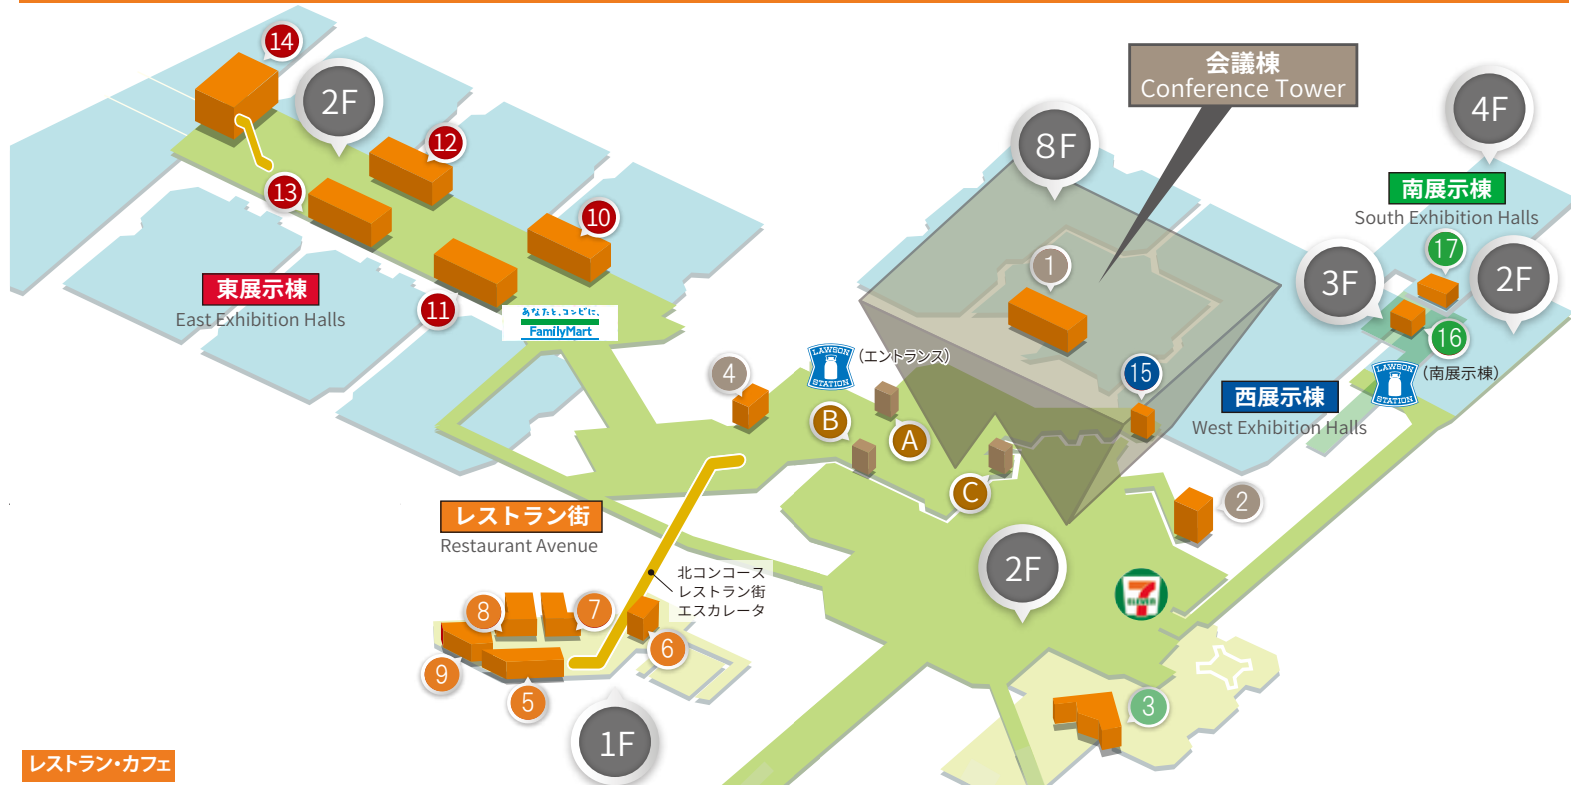 14
2F
12
13
10
11
東展示棟
East Exhibition Halls
あなたと、コンビに、
FamilyMart
会議棟
Conference Tower
8F
4F
南展示棟
South Exhibition Halls
17
3F
2F
16
LAWSON
STATION
(南展示棟)
1
15
西展示棟
West Exhibition Halls
LAWSON
STATION
(エントランス)
4
B
A
C
2
2F
7
ELEVEN
レストラン街
Restaurant Avenue
北コンコース
レストラン街
エスカレータ
8
7
6
9
5
1F
3
レストラン・カフェ